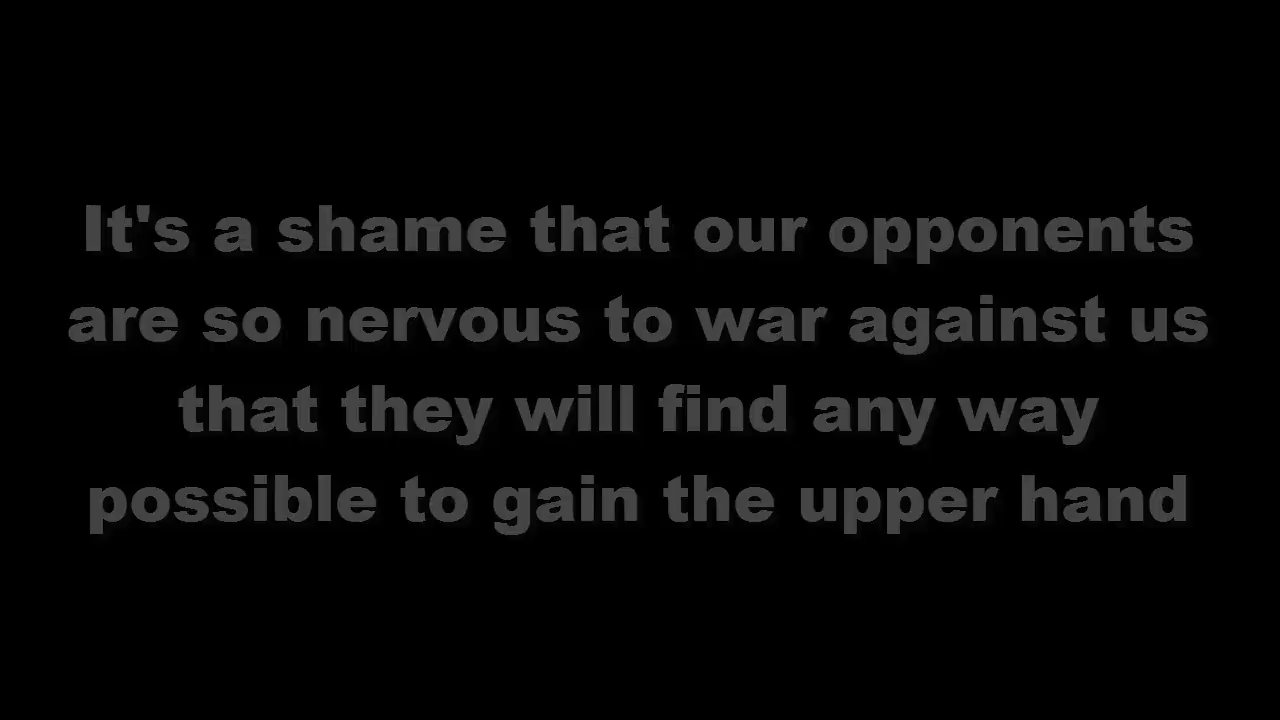 It's a shame that our opponents
are so nervous to war against us
that they will find any way
possible to gain the upper hand